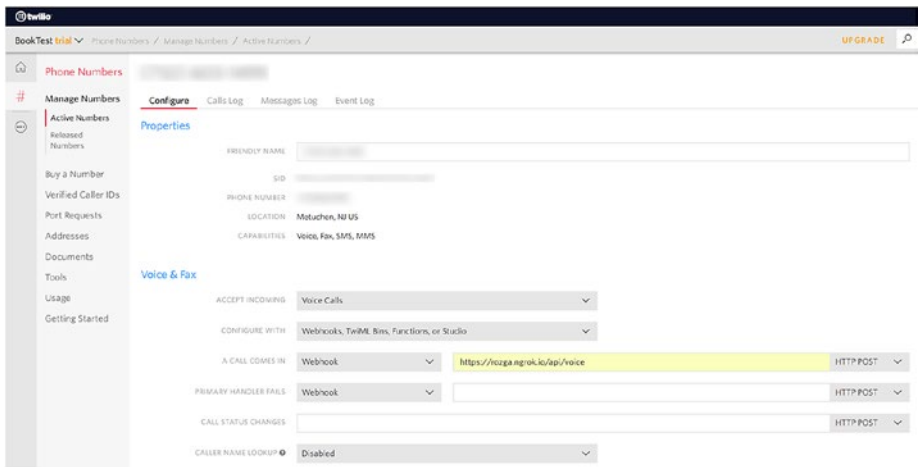 twilio
BookTest trial Phone Numbers / Manage Numbers / Active Numbers /
UPGRADE
Phone Numbers
Manage Numbers
Active Numbers
Released
Numbers
Buy a Number
Verified Caller IDs
Port Requests
Addresses
Documents
Tools
Usage
Getting Started
Configure Calls Log Messages Log Event Log
Properties
FRIENDLY NAME
SID
PHONE NUMBER
LOCATION Metuchen, NJ US
CAPABILITIES Voice, Fax, SMS, MMS
Voice & Fax
ACCEPT INCOMING Voice Calls
CONFIGURE WITH Webhooks, TwiML Bins, Functions, or Studio
A CALL COMES IN Webhook https://rozga.ngrok.io/api/voice HTTP POST
PRIMARY HANDLER FAILS Webhook HTTP POST
CALL STATUS CHANGES HTTP POST
CALLER NAME LOOKUP Disabled